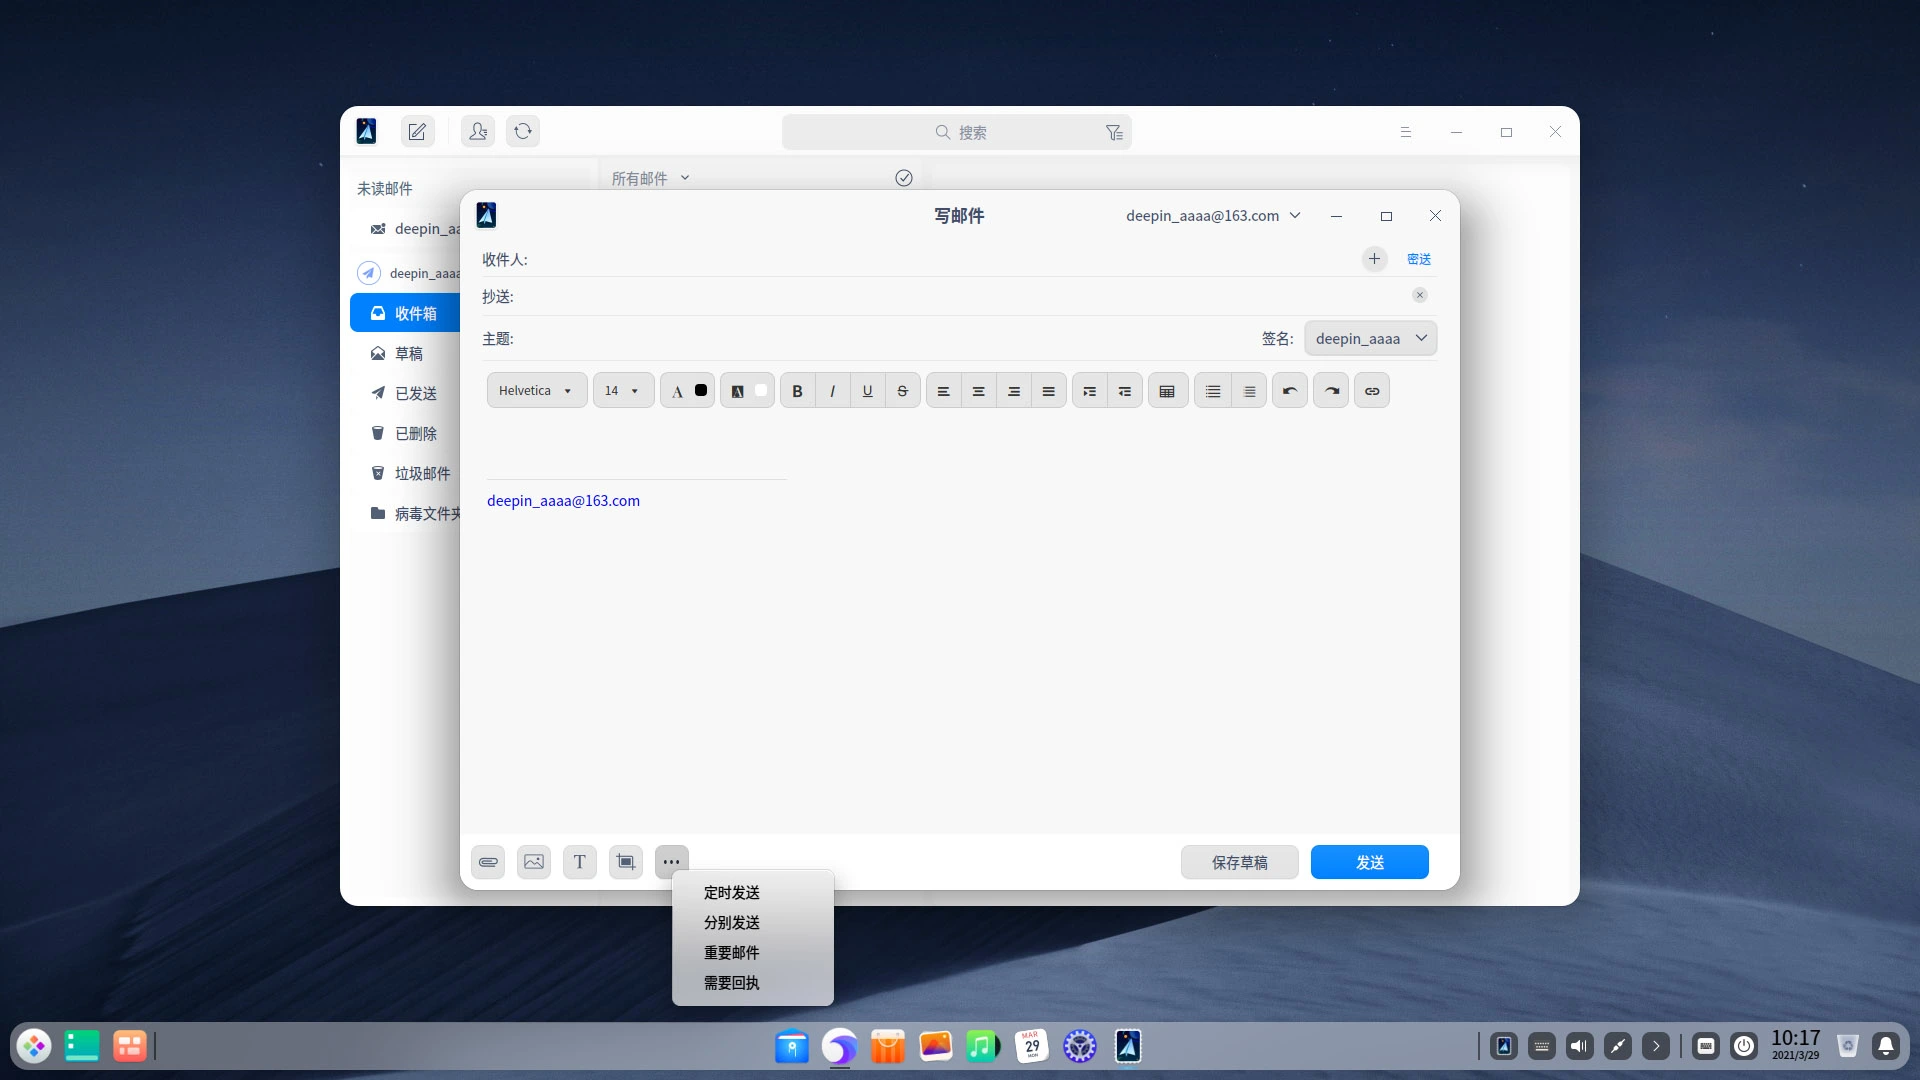 搜索
未读邮件
所有邮件
deepin_aa
deepin_aaaa
收件箱
草稿
已发送
已删除
垃圾邮件
病毒文件夹
写邮件
deepin_aaaa@163.com
收件人:
密送
抄送:
主题:
签名:
deepin_aaaa
Helvetica
14
A
A
B
I
U
S
deepin_aaaa@163.com
T
保存草稿
发送
定时发送
分别发送
重要邮件
需要回执
MAR
29
MON
10:17
2021/3/29